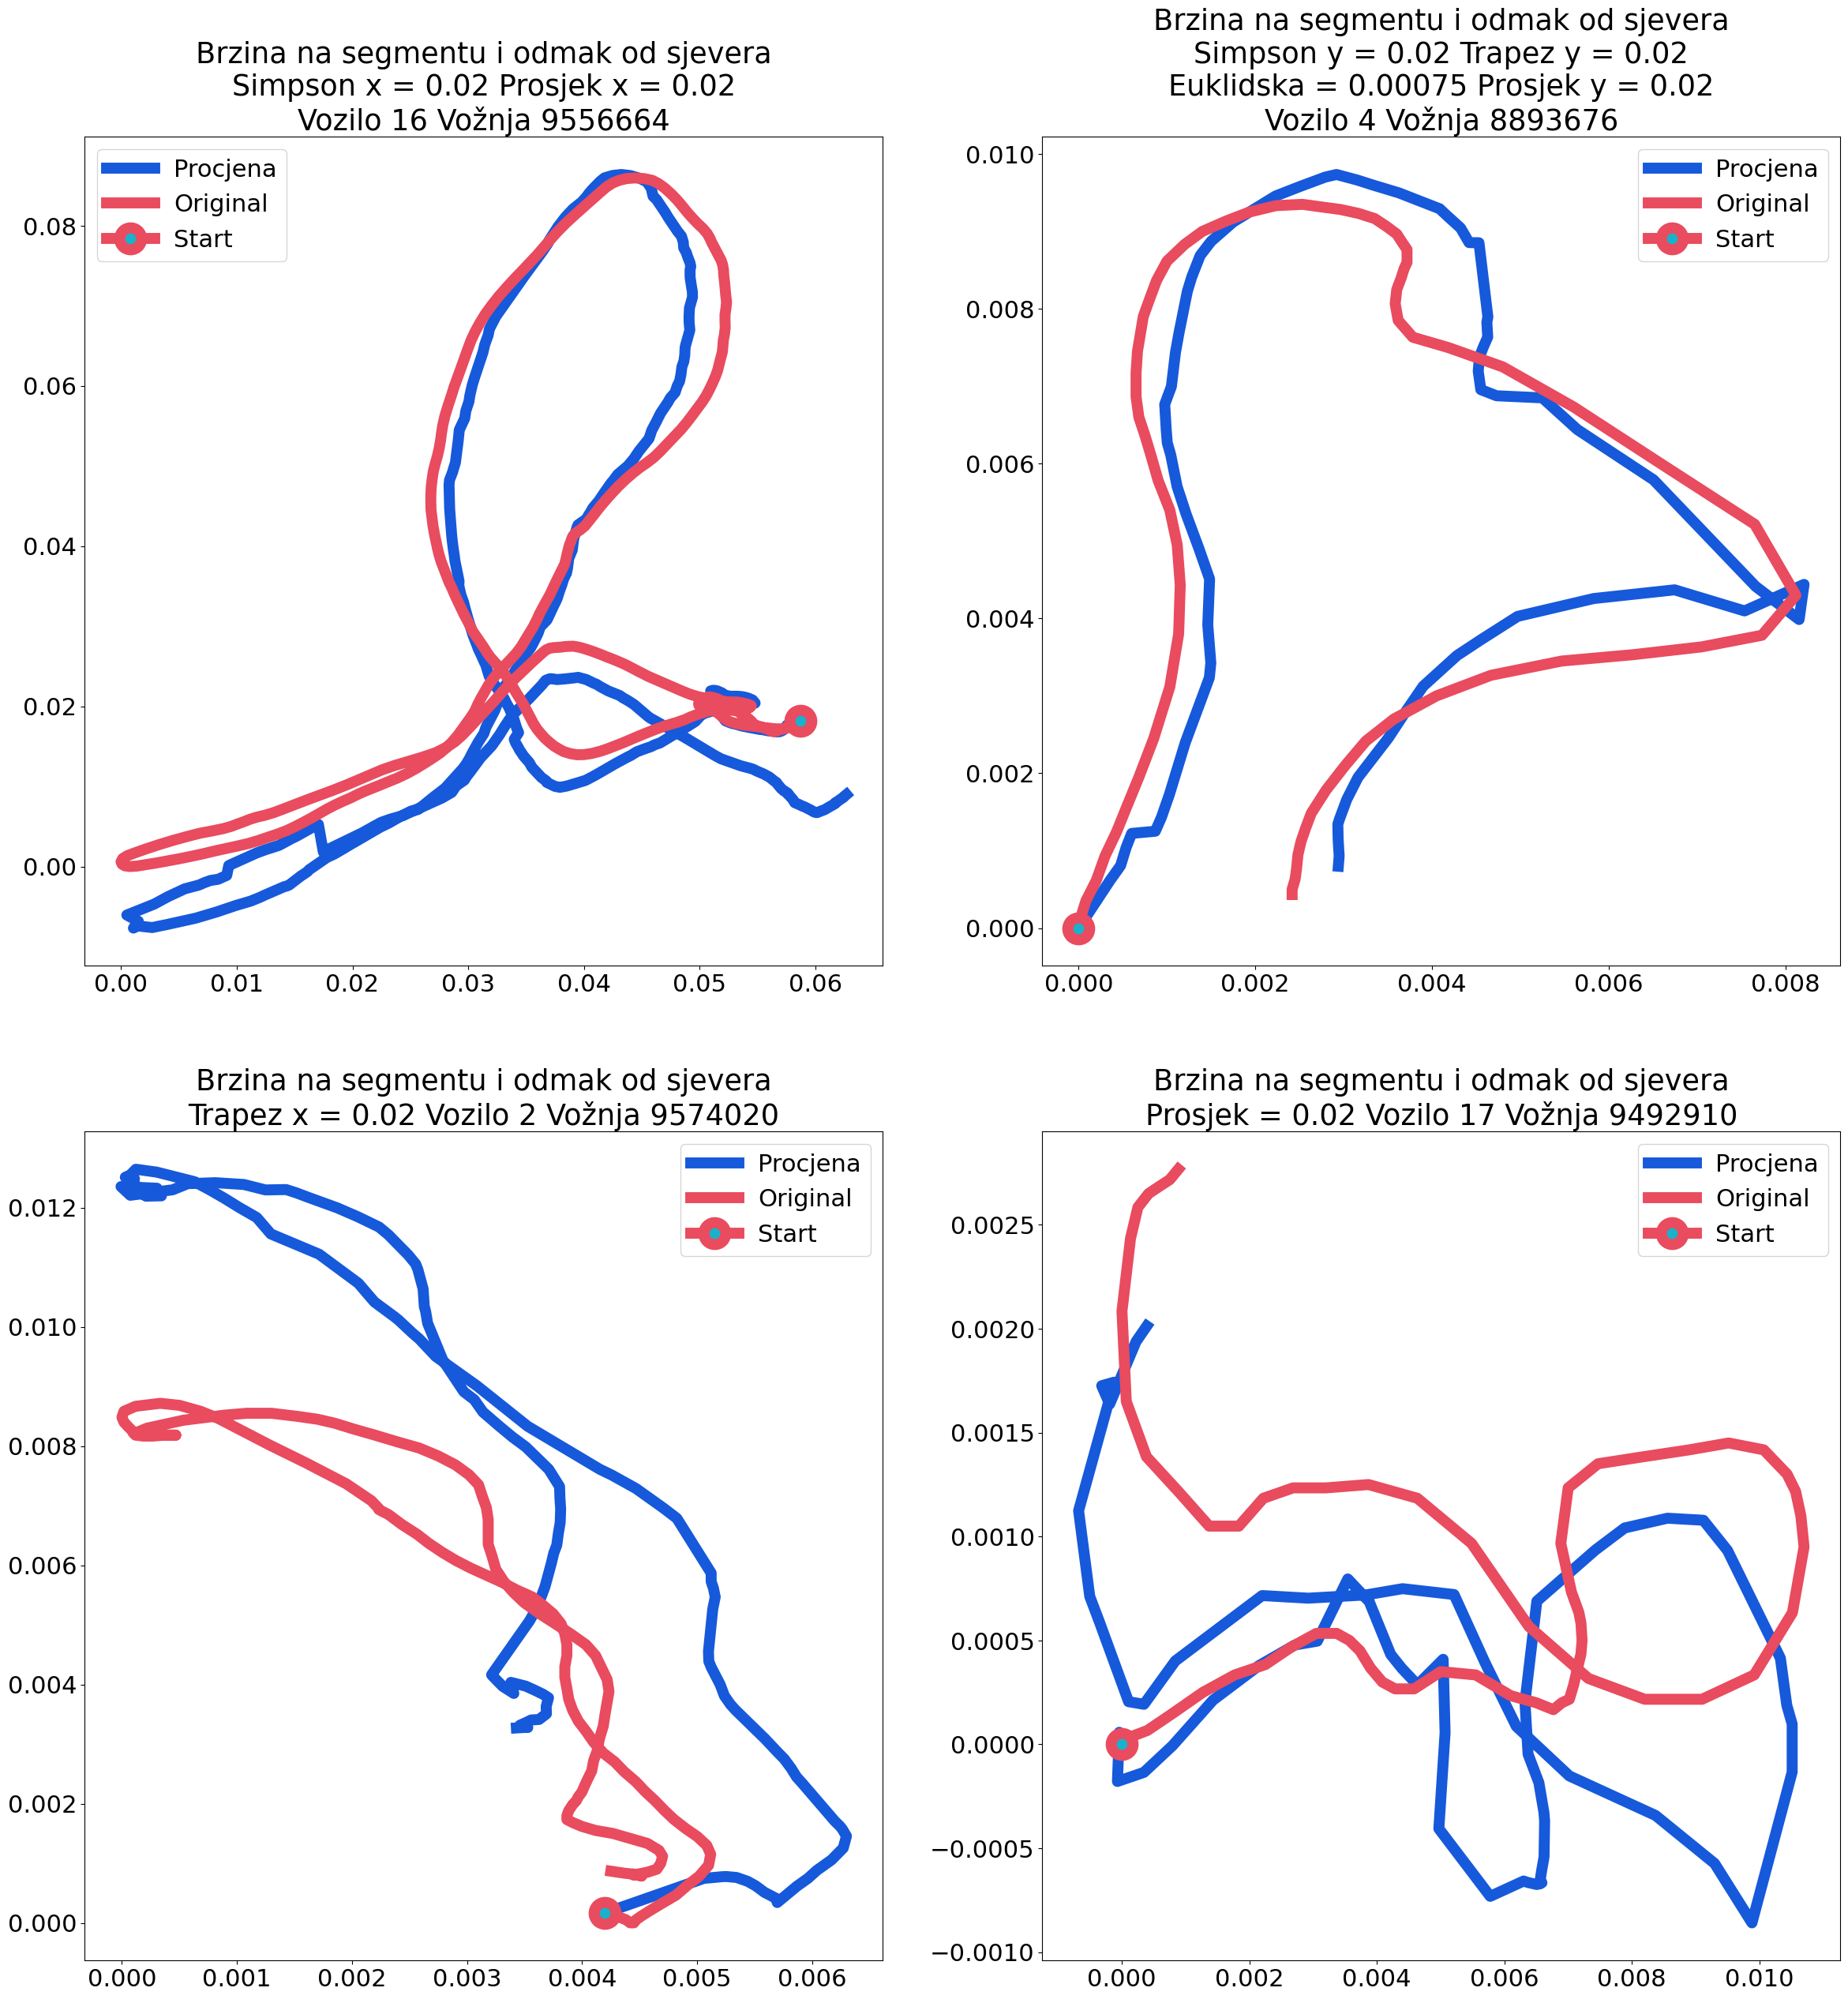 Brzina na segmentu i odmak od sjevera
Simpson x = 0.02 Prosjek x = 0.02
Vozilo 16 Vožnja 9556664
Procjena
Original
Start
0.08
0.06
0.04
0.02
0.00
0.00 0.01 0.02 0.03 0.04 0.05 0.06
Brzina na segmentu i odmak od sjevera
Simpson y = 0.02 Trapez y = 0.02
Euklidska = 0.00075 Prosjek y = 0.02
Vozilo 4 Vožnja 8893676
Procjena
Original
Start
0.010
0.008
0.006
0.004
0.002
0.000
0.000 0.002 0.004 0.006 0.008
Brzina na segmentu i odmak od sjevera
Trapez x = 0.02 Vozilo 2 Vožnja 9574020
Procjena
Original
Start
0.012
0.010
0.008
0.006
0.004
0.002
0.000
0.000 0.001 0.002 0.003 0.004 0.005 0.006
Brzina na segmentu i odmak od sjevera
Prosjek = 0.02 Vozilo 17 Vožnja 9492910
Procjena
Original
Start
0.0025
0.0020
0.0015
0.0010
0.0005
0.0000
−0.0005
−0.0010
0.000 0.002 0.004 0.006 0.008 0.010